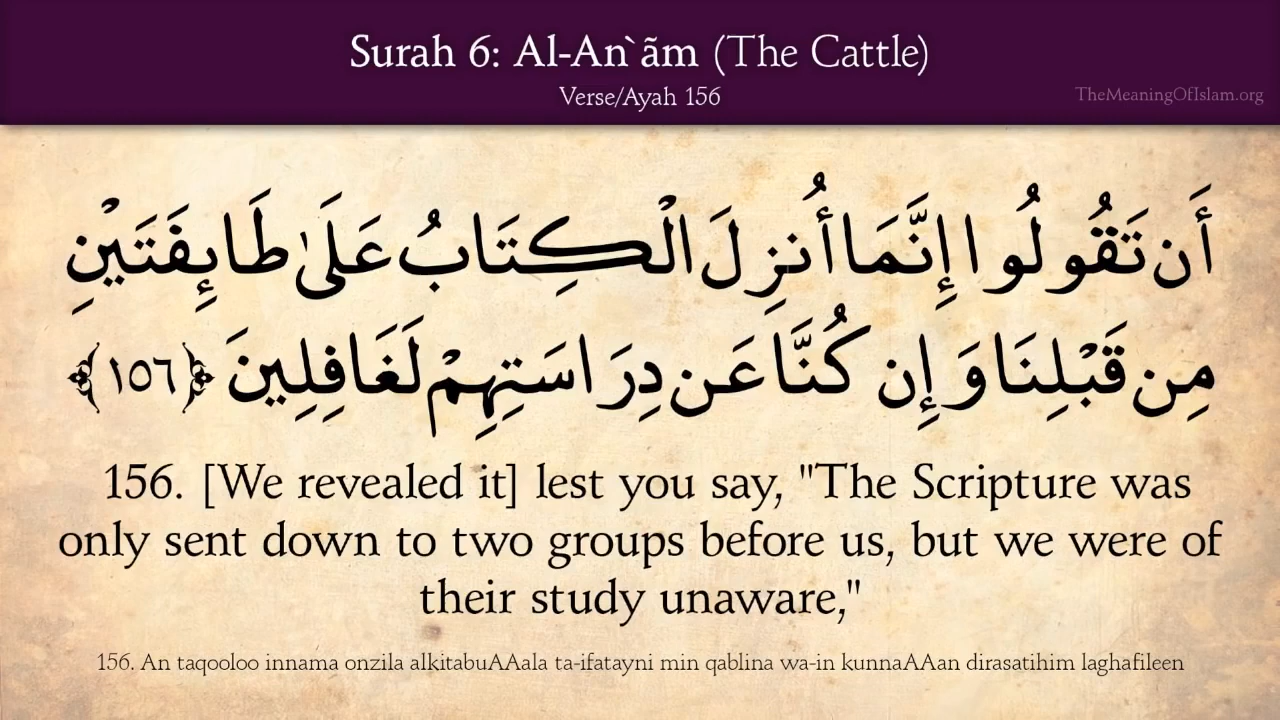 Surah 6: Al-An`ãm (The Cattle)
Verse/Ayah 156
TheMeaningOfIslam.org
أَن تَقُولُوا إِنَّمَا أُنزِلَ الْكِتَابُ عَلَىٰ طَائِفَتَيْنِ
مِن قَبْلِنَا وَإِن كُنَّا عَن دِرَاسَتِهِمْ لَغَافِلِينَ ﴿١٥٦﴾
156. [We revealed it] lest you say, "The Scripture was
only sent down to two groups before us, but we were of
their study unaware,"
156. An taqooloo innama onzila alkitabuAAala ta-ifatayni min qablina wa-in kunnaAAan dirasatihim laghafileen